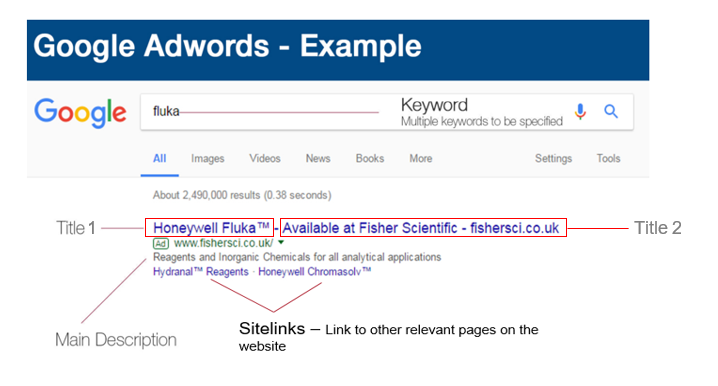 Google Adwords - Example
Google
fluka
Keyword
Multiple keywords to be specified
All Images Videos News Books More Settings Tools
About 2,490,000 results (0.38 seconds)
Title 1
Honeywell Fluka™ - Available at Fisher Scientific - fishersci.co.uk
Title 2
Ad www.fishersci.co.uk/
Reagents and Inorganic Chemicals for all analytical applications
Hydranal™ Reagents · Honeywell Chromasolv™
Main Description
Sitelinks – Link to other relevant pages on the
website